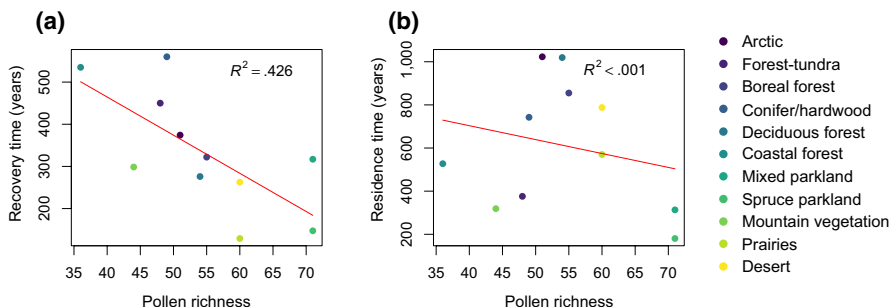 (a)
Recovery time (years)
500
400
300
200
R² = .426
35 40 45 50 55 60 65 70
Pollen richness
(b)
Residence time (years)
1,000
800
600
400
200
R² < .001
35 40 45 50 55 60 65 70
Pollen richness
Arctic
Forest-tundra
Boreal forest
Conifer/hardwood
Deciduous forest
Coastal forest
Mixed parkland
Spruce parkland
Mountain vegetation
Prairies
Desert